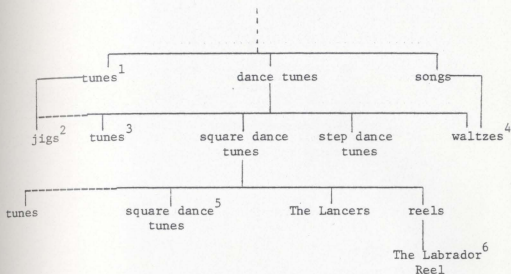 tunes1 dance tunes songs
jigs2 tunes3 square dance tunes step dance tunes waltzes4
tunes square dance5 tunes The Lancers reels
The Labrador6 Reel